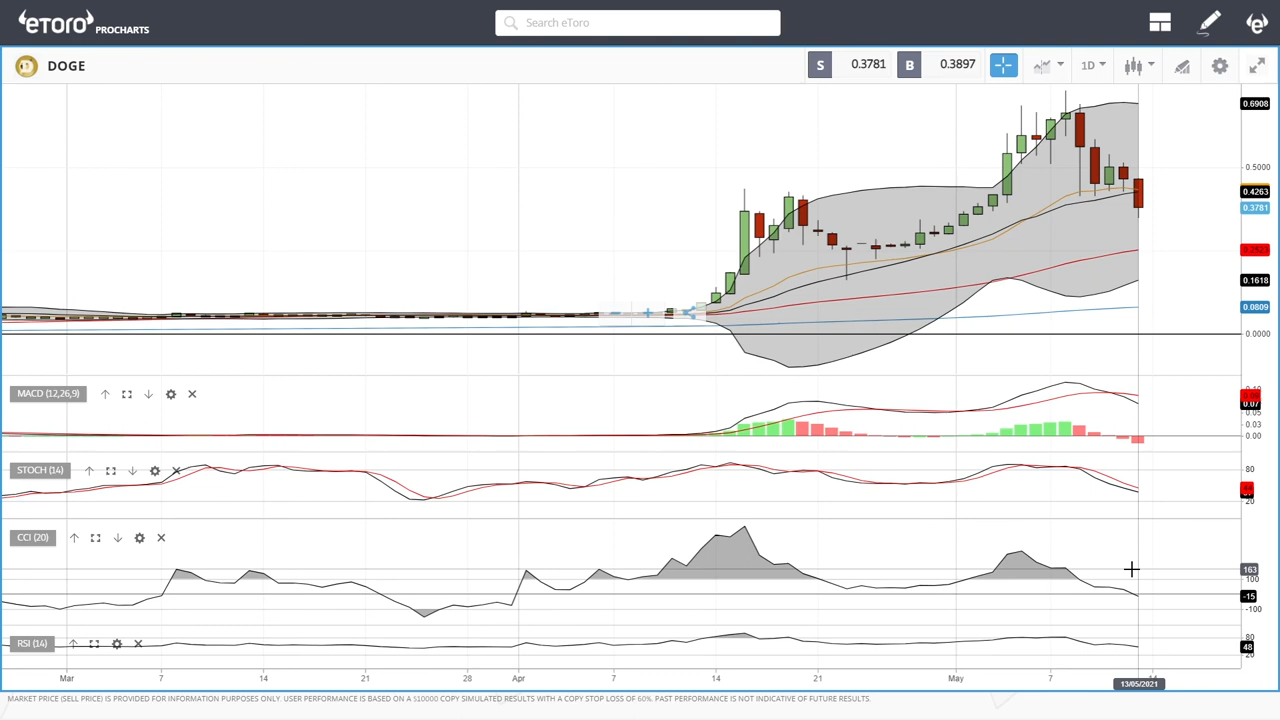 eTORO PROCHARTS
Search eToro
DOGE
S 0.3781 B 0.3897
1D
0.6908
0.5000
0.4263
0.3781
0.1618
0.0809
0.0000
MACD (12,26,9)
0.07
0.05
0.03
0.00
STOCH (14)
80
20
CCI (20)
163
100
-15
-100
RSI (14)
80
48
20
Mar 7 14 21 28 Apr 7 14 21 May 7 14
13/05/2021
MARKET PRICE (SELL PRICE) IS PROVIDED FOR INFORMATION PURPOSES ONLY. USER PERFORMANCE IS BASED ON A $10000 COPY SIMULATED RESULTS WITH A COPY STOP LOSS OF 60%. PAST PERFORMANCE IS NOT INDICATIVE OF FUTURE RESULTS.